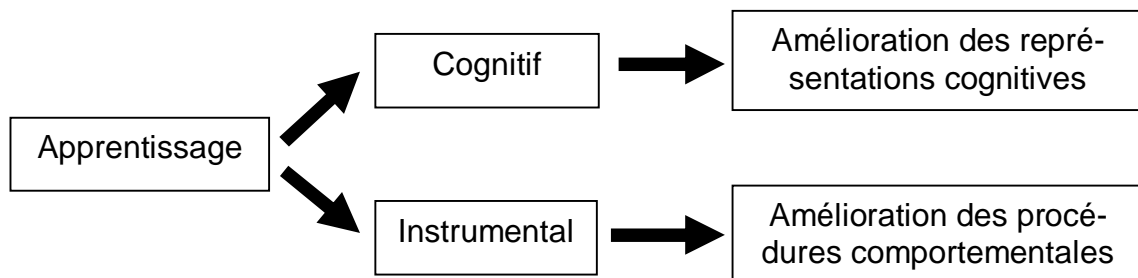 Apprentissage
Cognitif
Amélioration des repré-
sentations cognitives
Instrumental
Amélioration des procé-
dures comportementales